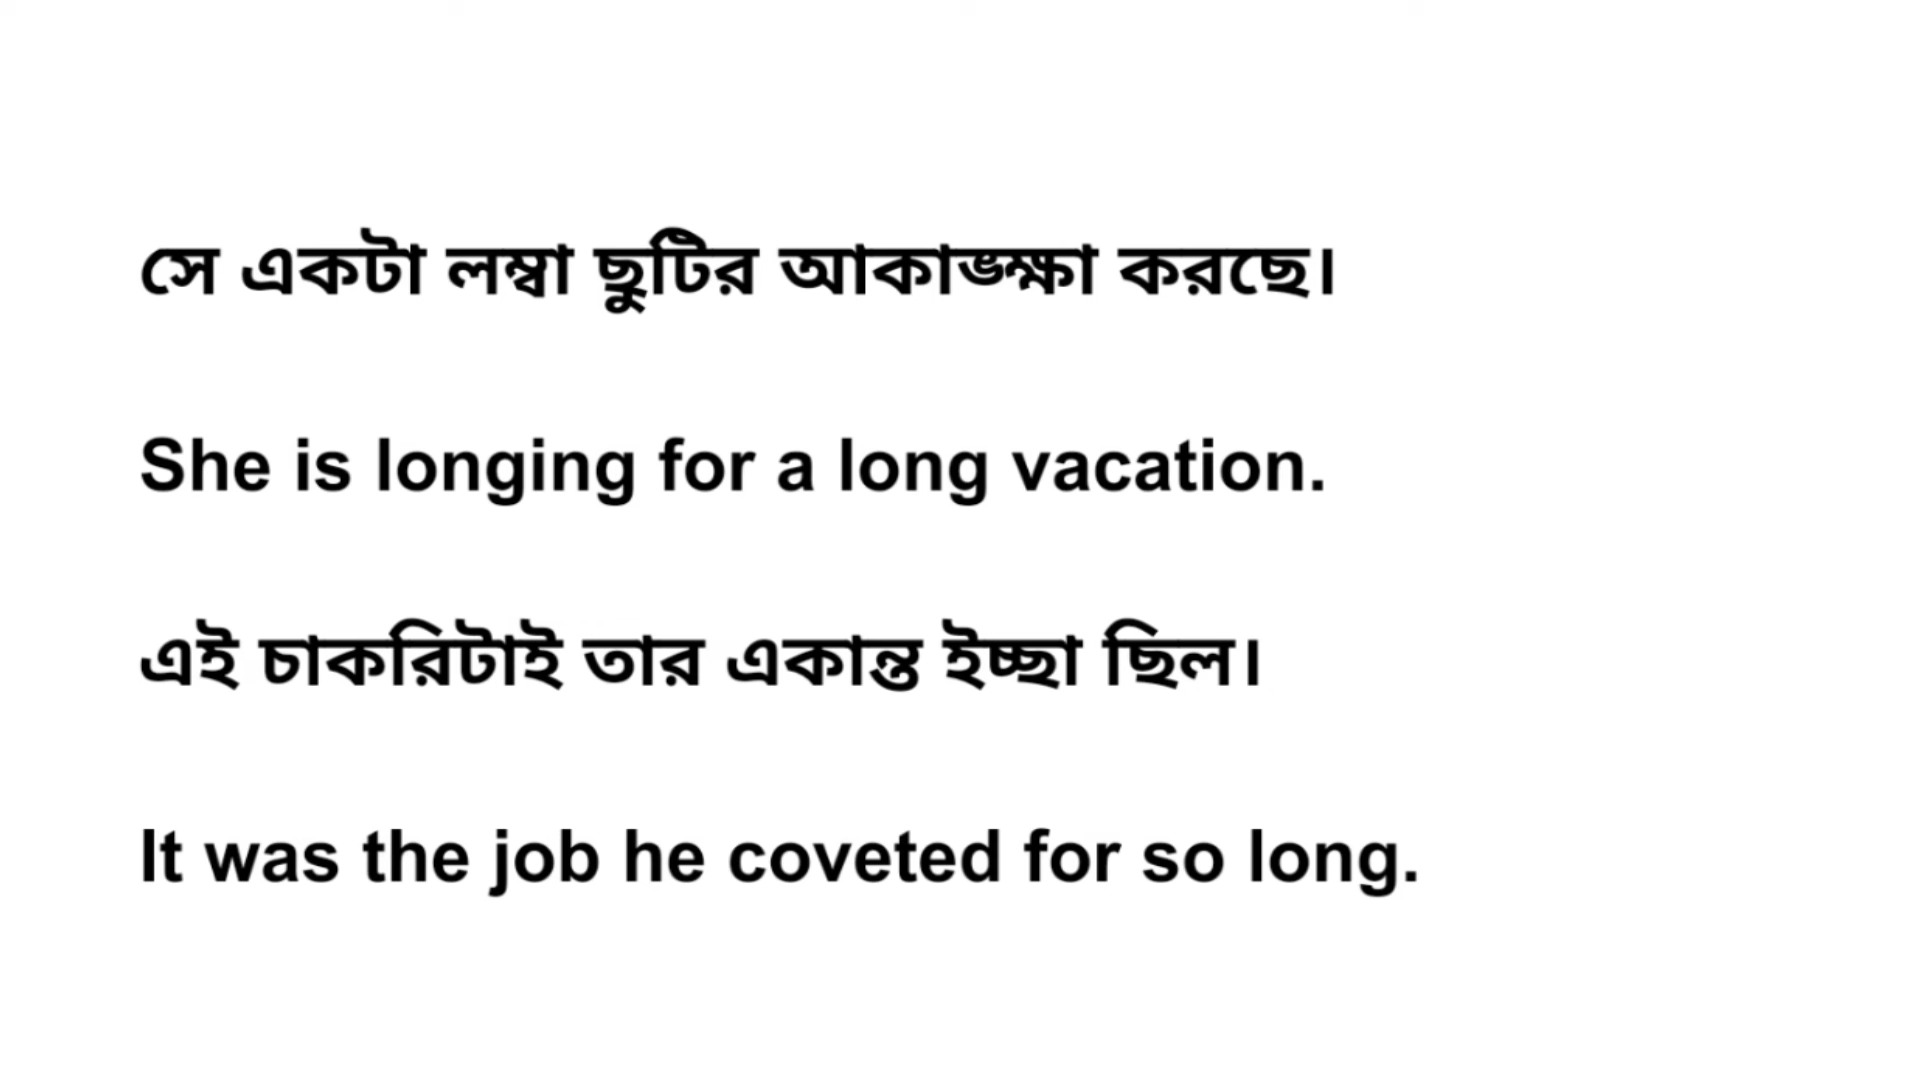 সে একটা লম্বা ছুটির আকাঙ্ক্ষা করছে।
She is longing for a long vacation.
এই চাকরিটাই তার একান্ত ইচ্ছা ছিল।
It was the job he coveted for so long.